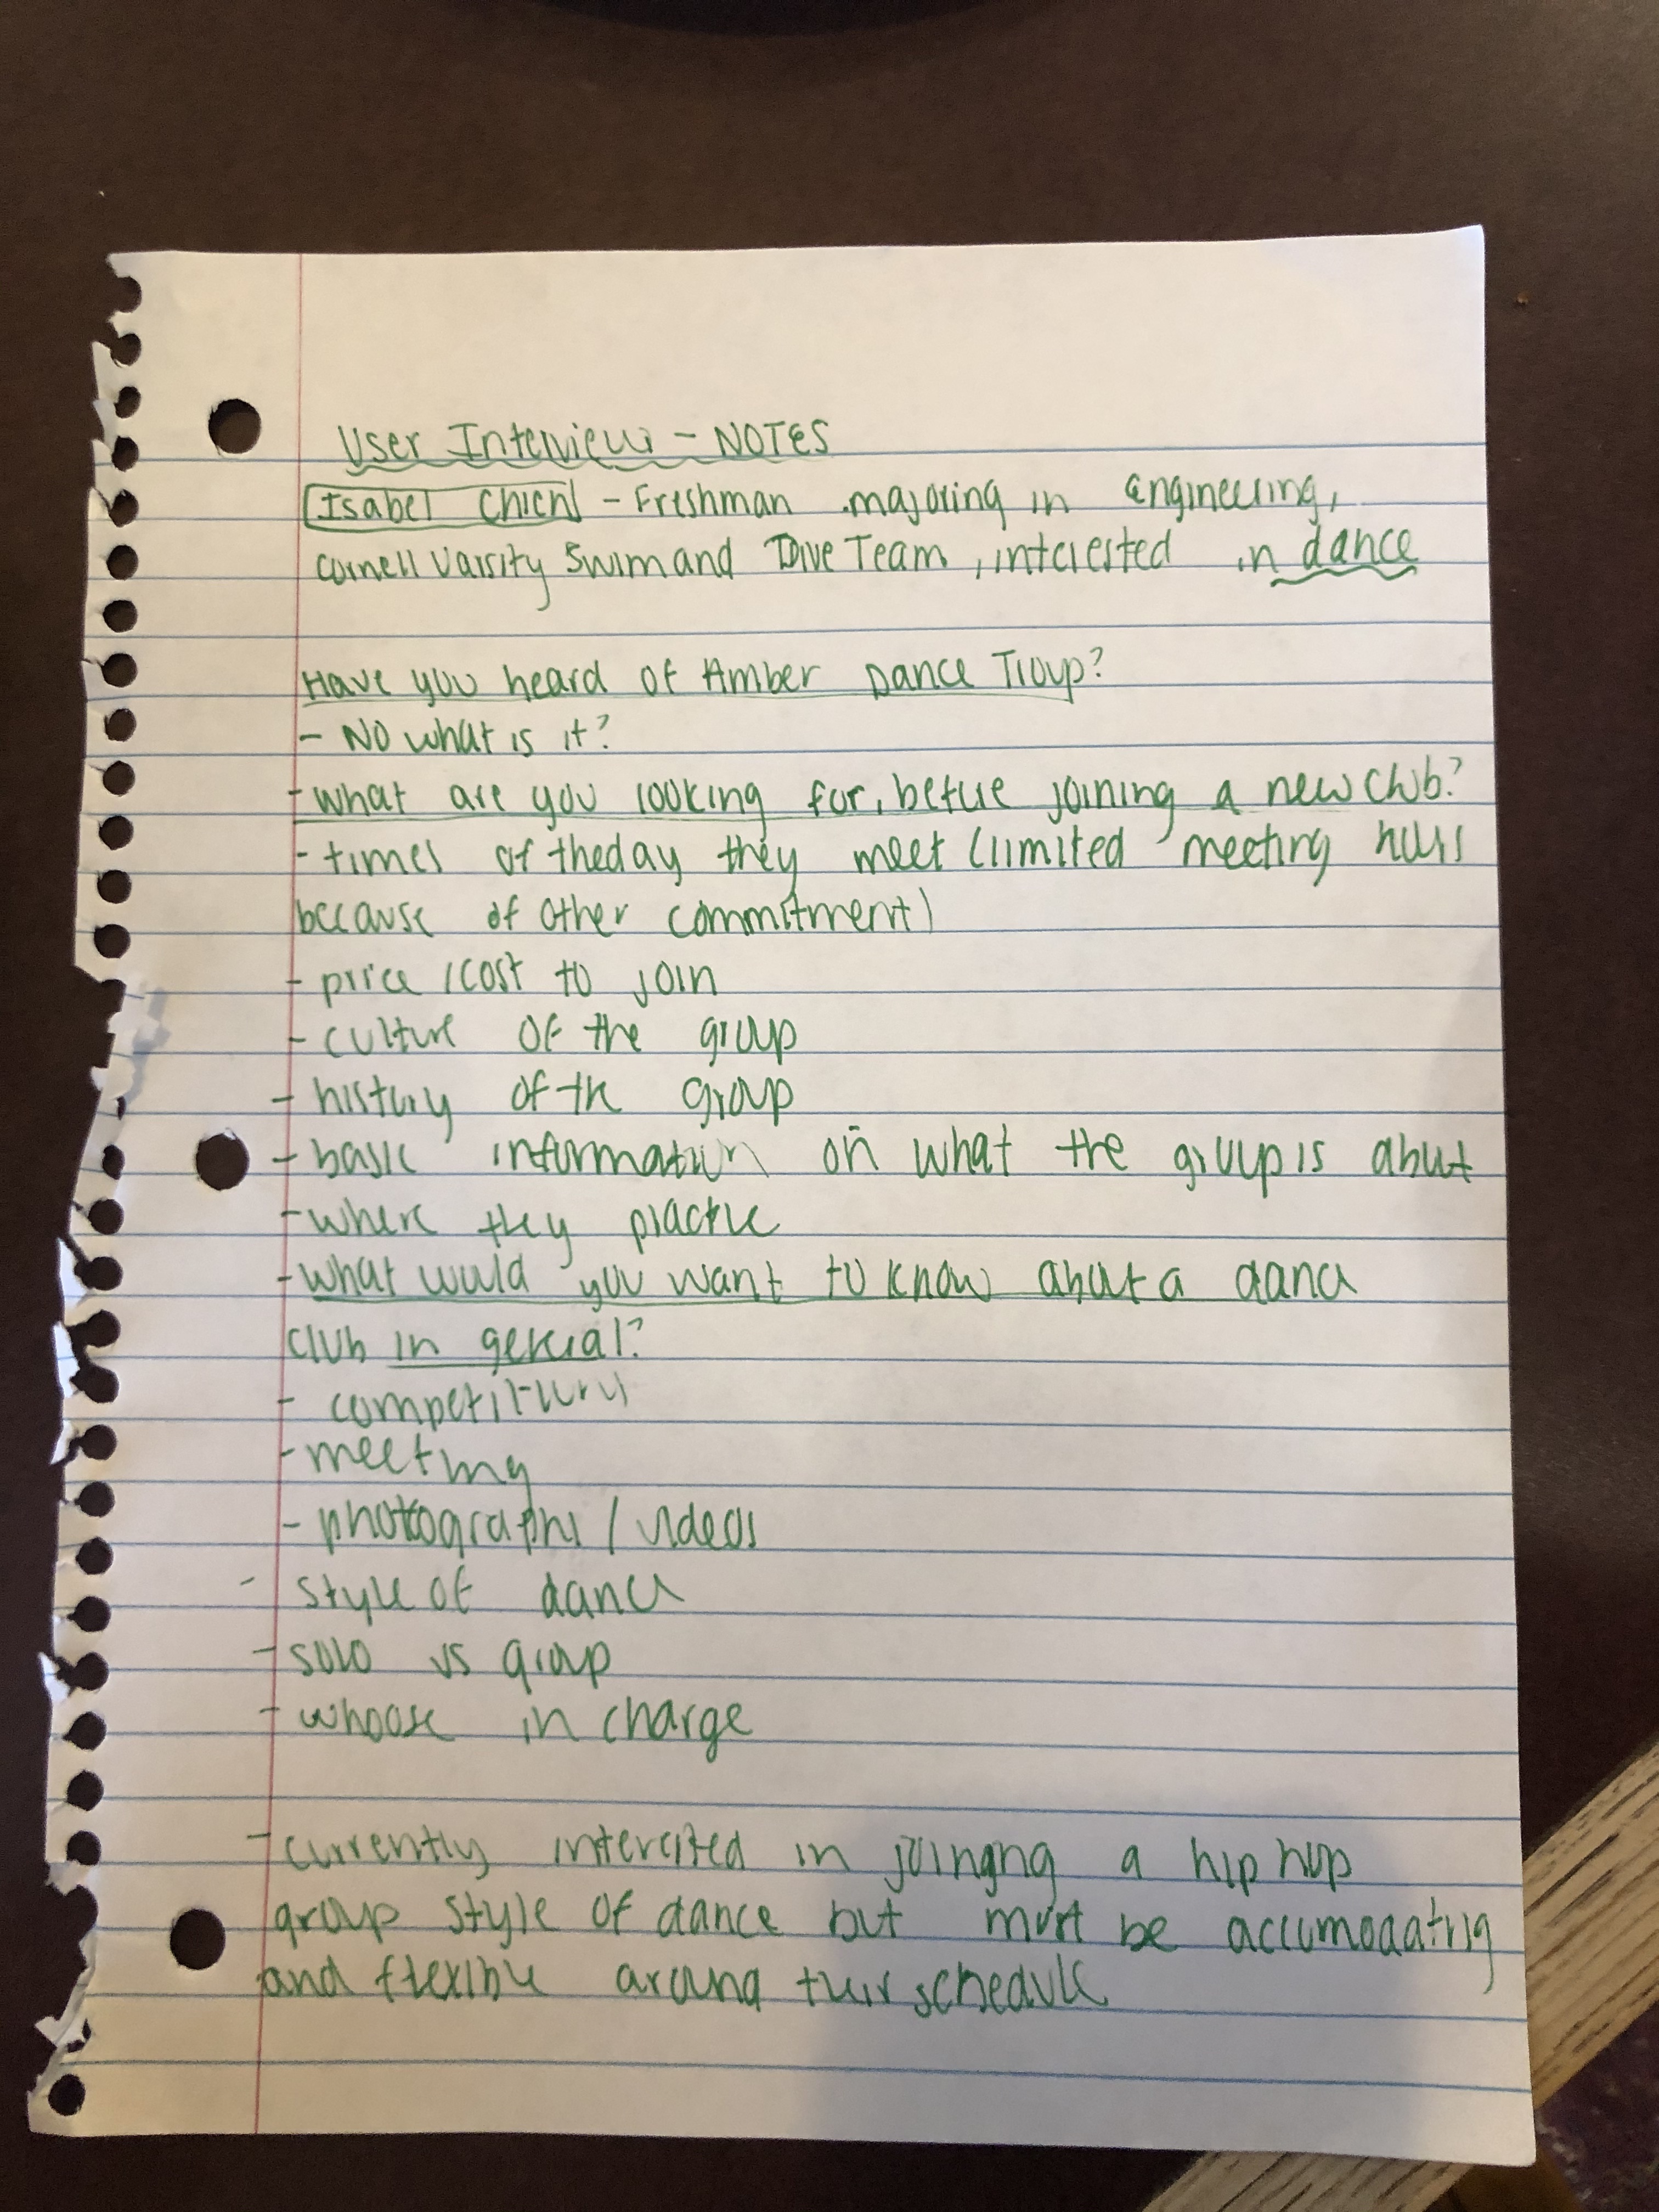 User Interview - NOTES
Isabel Chien - Freshman majoring in engineering,
Cornell Varsity Swim and Dive Team, interested in dance
Have you heard of Amber Dance Troup?
- No what is it?
- what are you looking for, before joining a new club?
- times of the day they meet (limited meeting hours
because of other commitment)
- price / cost to join
- culture of the group
- history of the group
- basic information on what the group is about
- where they practice
- what would you want to know about a dance
club in general?
- competitions
- meeting
- photographs / videos
- style of dance
- solo vs group
- whoose in charge
- currently interested in joingng a hip hop
group style of dance but must be accomodating
and flexible around their schedule